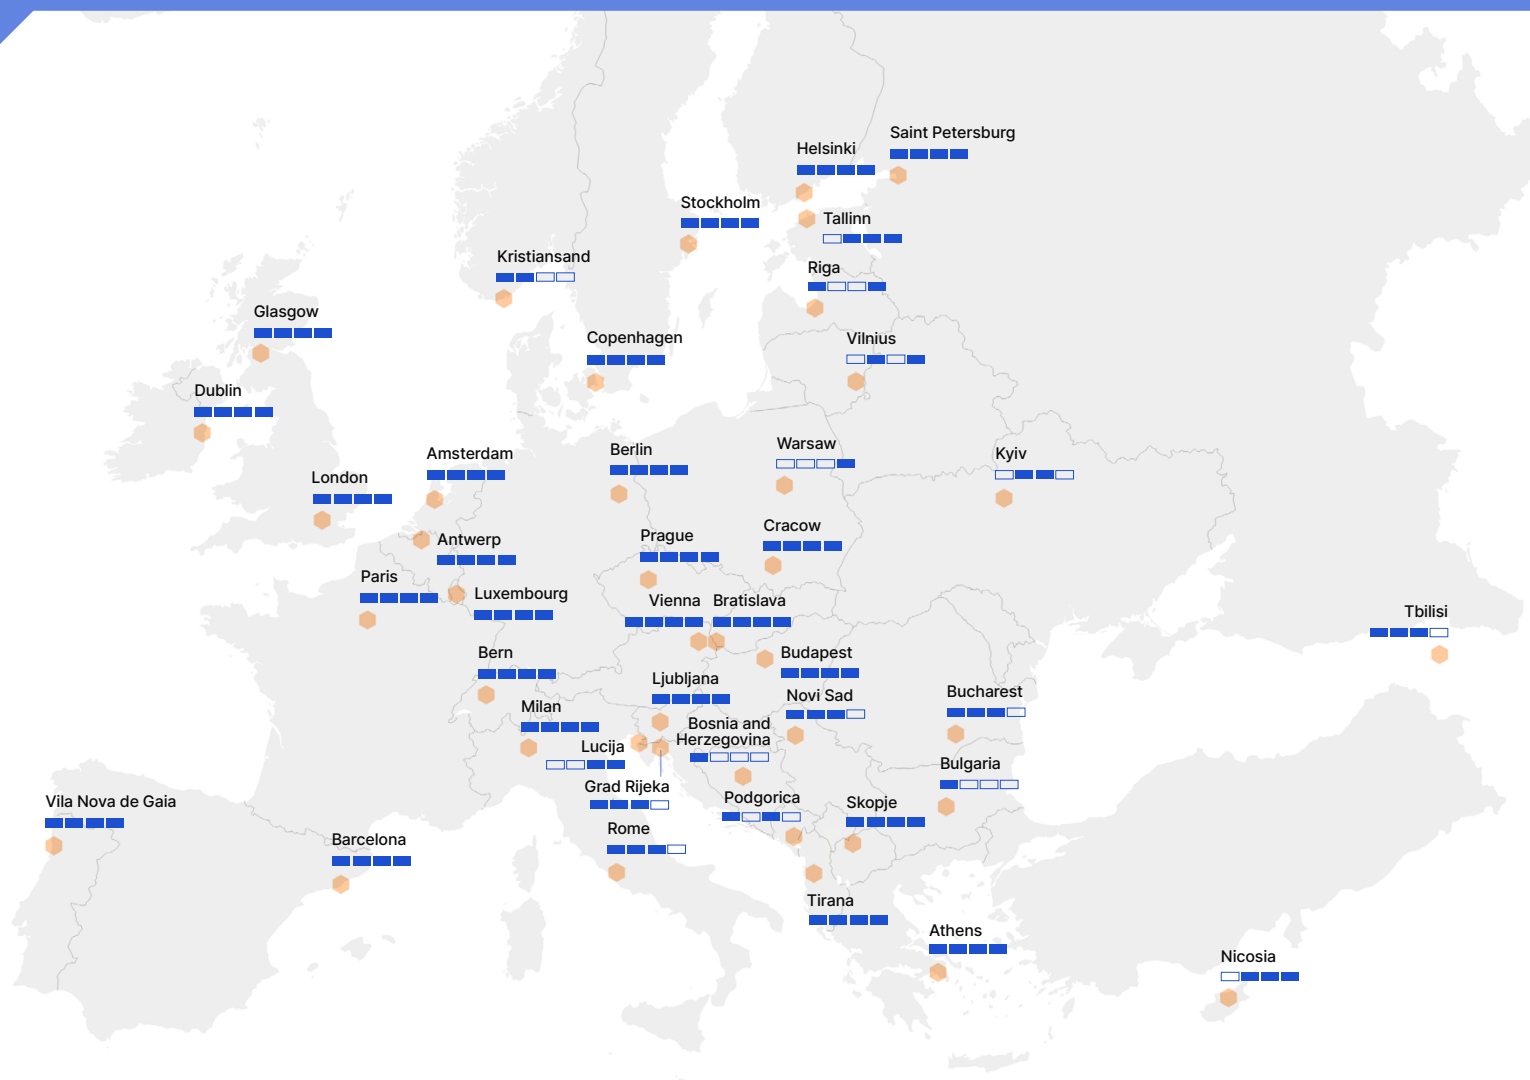 Saint Petersburg
Helsinki
Stockholm
Tallinn
Kristiansand
Riga
Glasgow
Copenhagen
Vilnius
Dublin
Amsterdam
Berlin
Warsaw
Kyiv
London
Cracow
Antwerp
Prague
Paris
Luxembourg
Vienna
Bratislava
Tbilisi
Bern
Budapest
Ljubljana
Novi Sad
Bucharest
Milan
Bosnia and
Herzegovina
Lucija
Bulgaria
Grad Rijeka
Podgorica
Skopje
Vila Nova de Gaia
Rome
Barcelona
Tirana
Athens
Nicosia